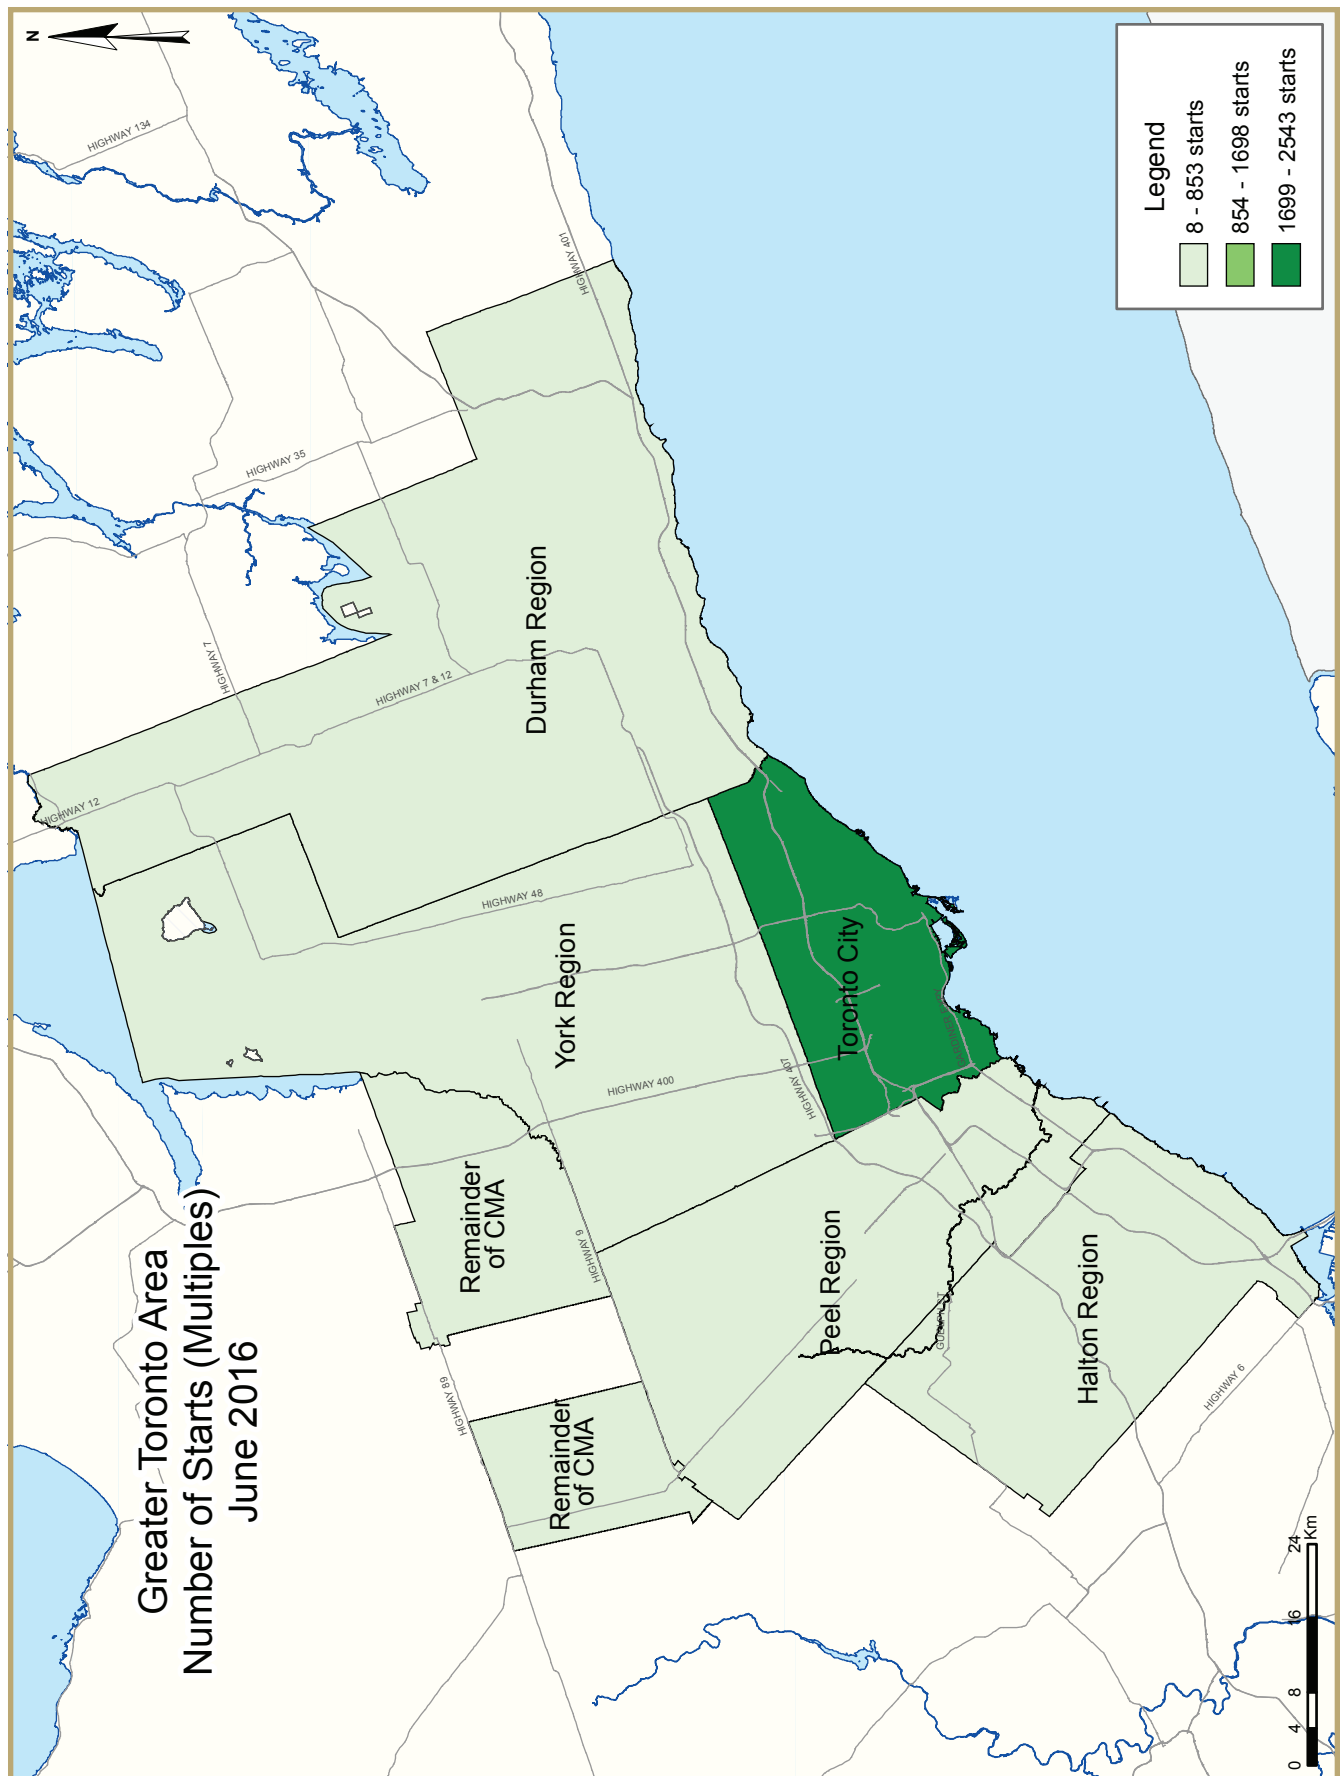 Greater Toronto Area
Number of Starts (Multiples)
June 2016
N
HIGHWAY 134
HIGHWAY 401
HIGHWAY 35
HIGHWAY 7
HIGHWAY 7 & 12
HIGHWAY 12
Durham Region
HIGHWAY 48
York Region
HIGHWAY 400
HIGHWAY 407
Toronto City
Remainder
of CMA
HIGHWAY 9
HIGHWAY 89
Remainder
of CMA
Peel Region
Halton Region
HIGHWAY 6
Legend
8 - 853 starts
854 - 1698 starts
1699 - 2543 starts
0 4 8 16 24
Km